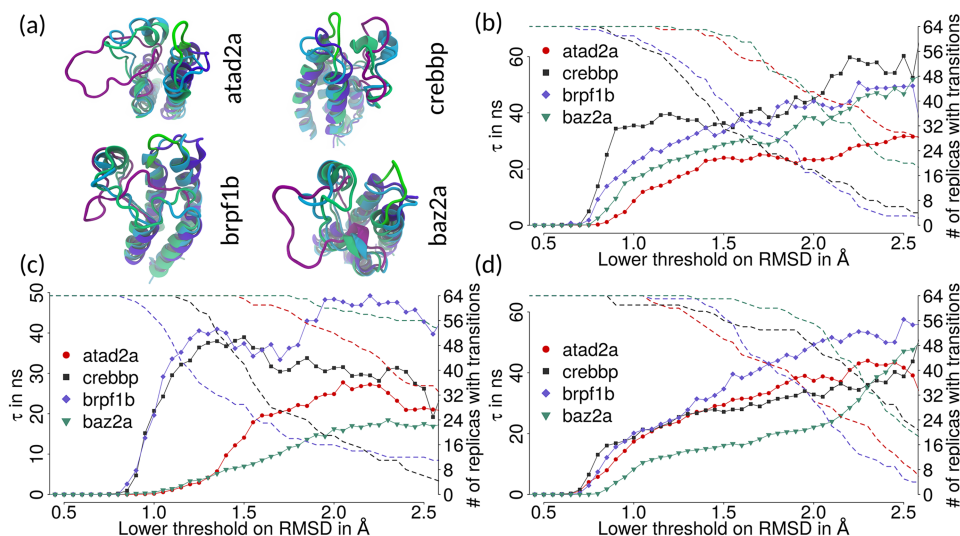 (a)
atad2a
crebbp
brpf1b
baz2a
(b)
τ in ns
0 20 40 60
atad2a
crebbp
brpf1b
baz2a
0 8 16 24 32 40 48 56 64
# of replicas with transitions
0.5 1.0 1.5 2.0 2.5
Lower threshold on RMSD in Å
(c)
τ in ns
0 10 20 30 40 50
atad2a
crebbp
brpf1b
baz2a
0 8 16 24 32 40 48 56 64
# of replicas with transitions
0.5 1.0 1.5 2.0 2.5
Lower threshold on RMSD in Å
(d)
τ in ns
0 20 40 60
atad2a
crebbp
brpf1b
baz2a
0 8 16 24 32 40 48 56 64
# of replicas with transitions
0.5 1.0 1.5 2.0 2.5
Lower threshold on RMSD in Å